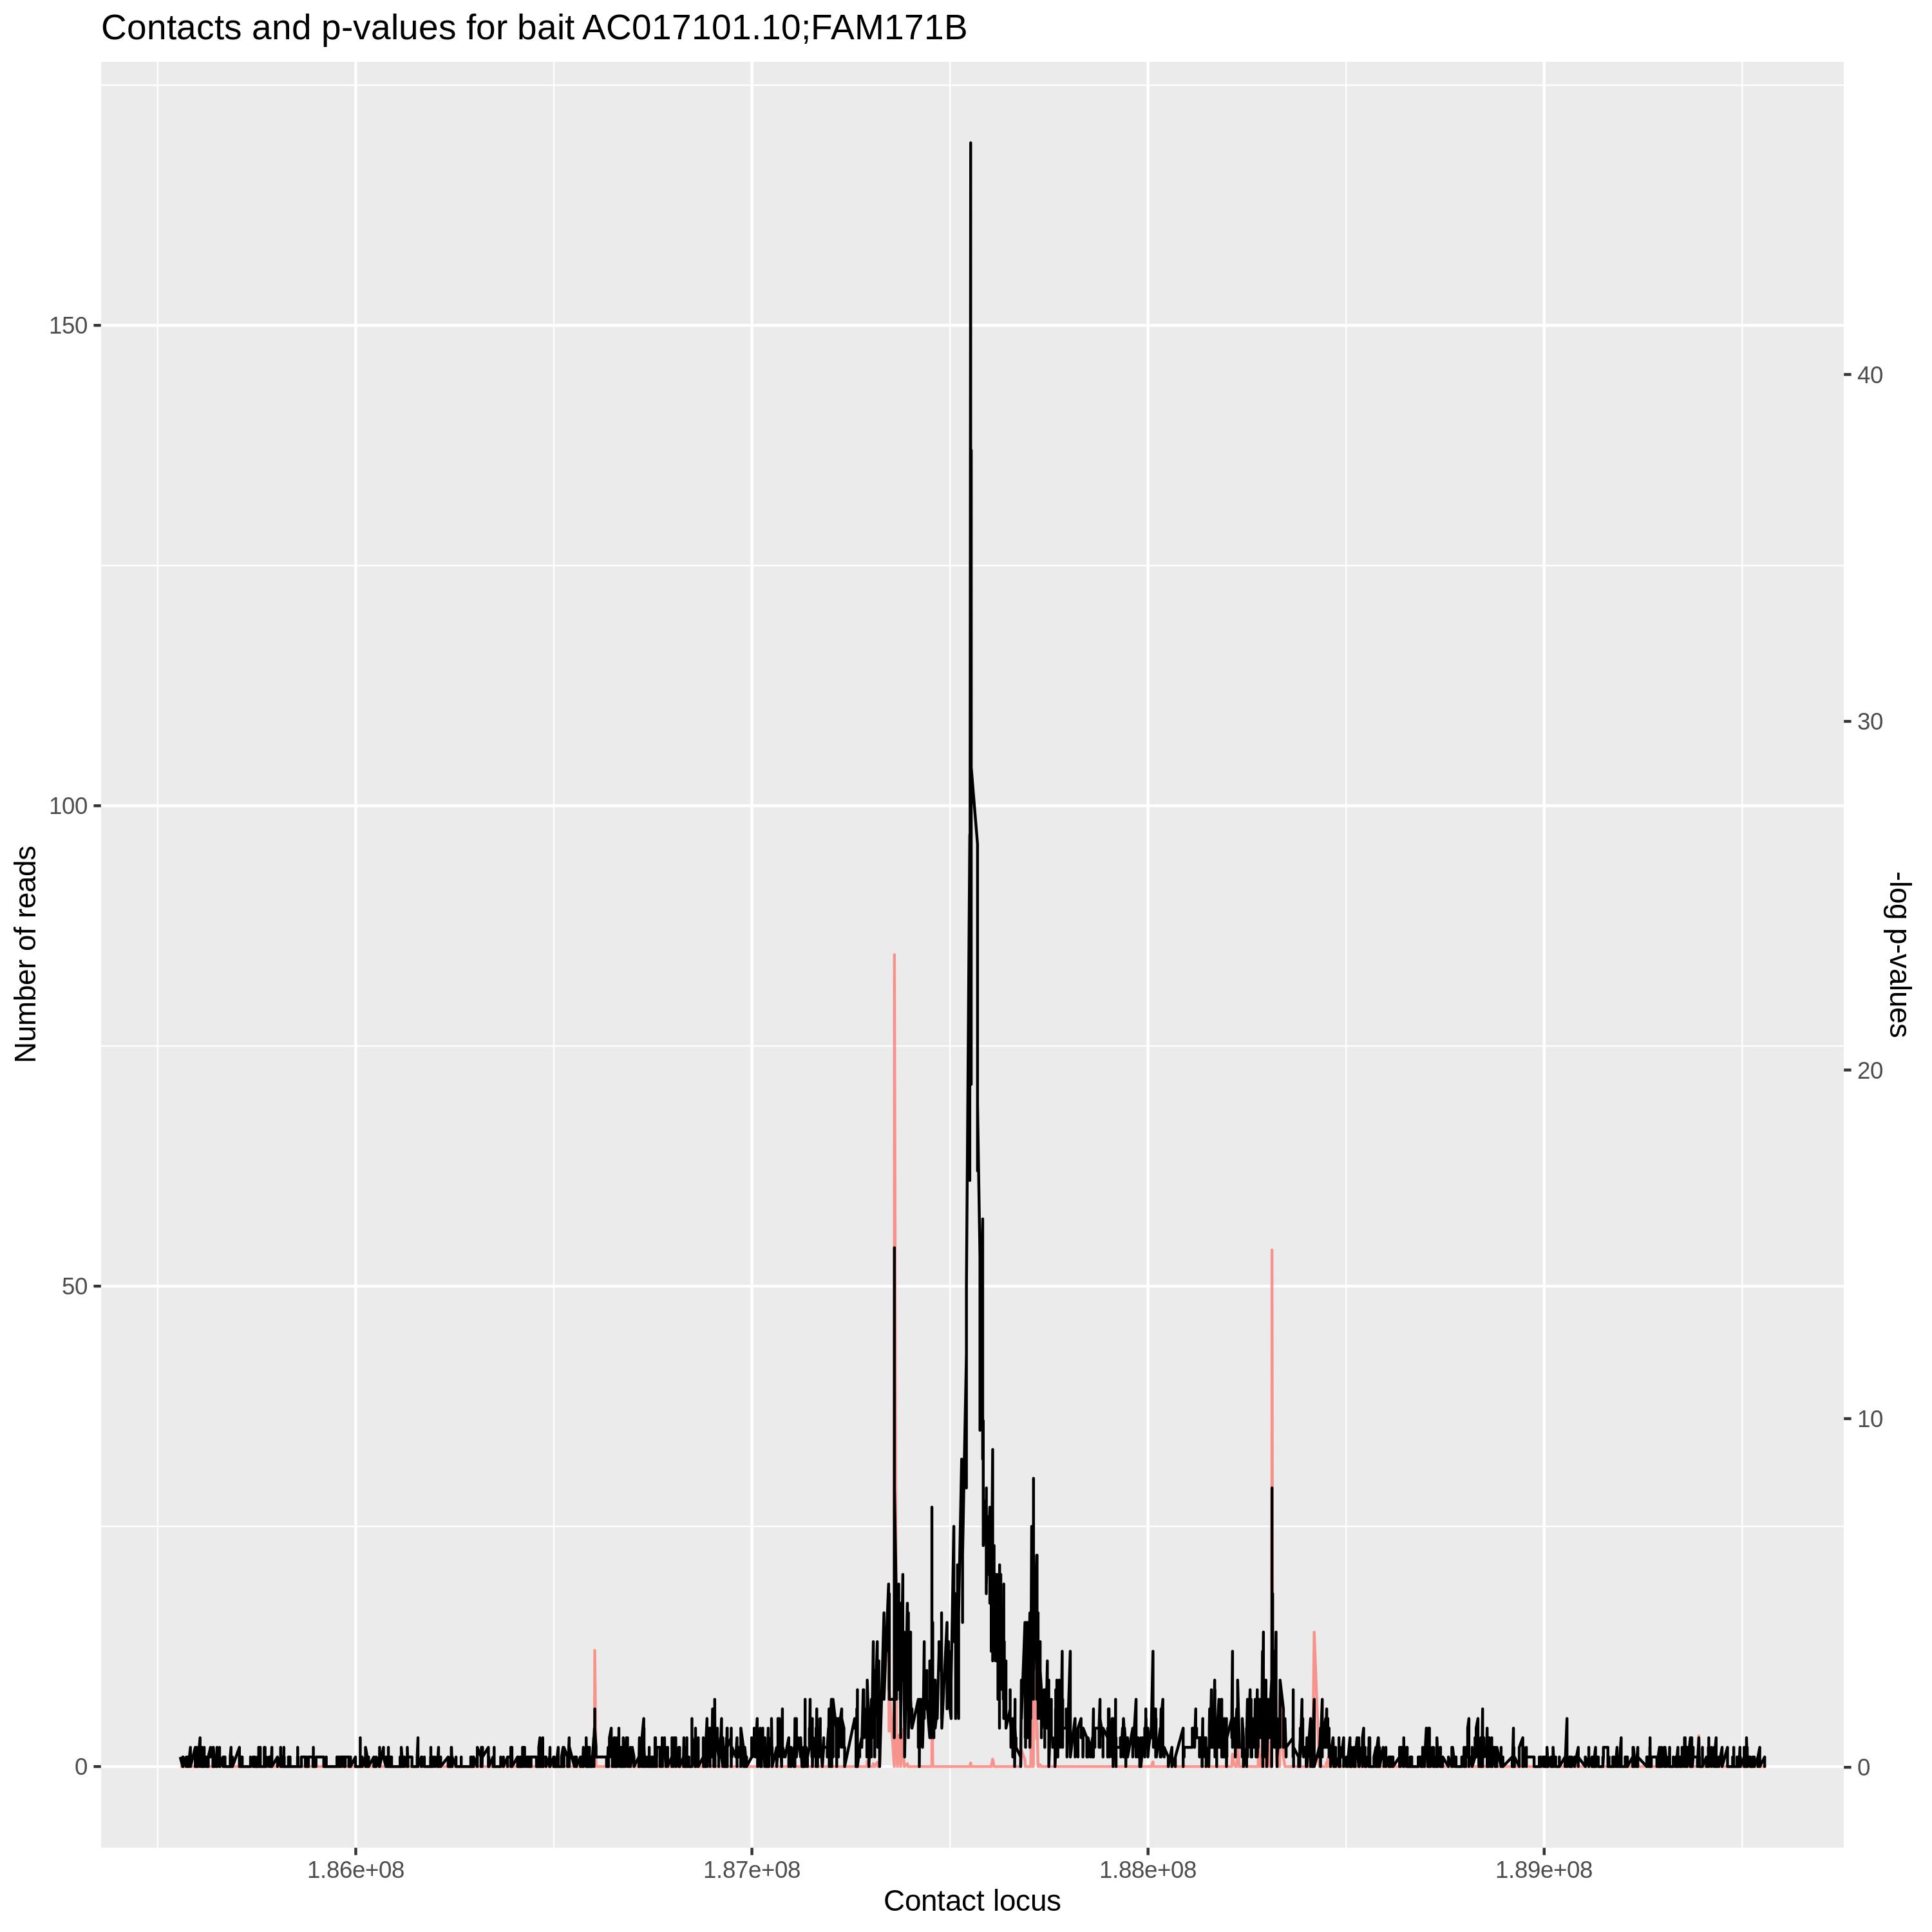 Contacts and p-values for bait AC017101.10;FAM171B
150
100
50
0
40
30
20
10
0
Number of reads
-log p-values
1.86e+08
1.87e+08
1.88e+08
1.89e+08
Contact locus